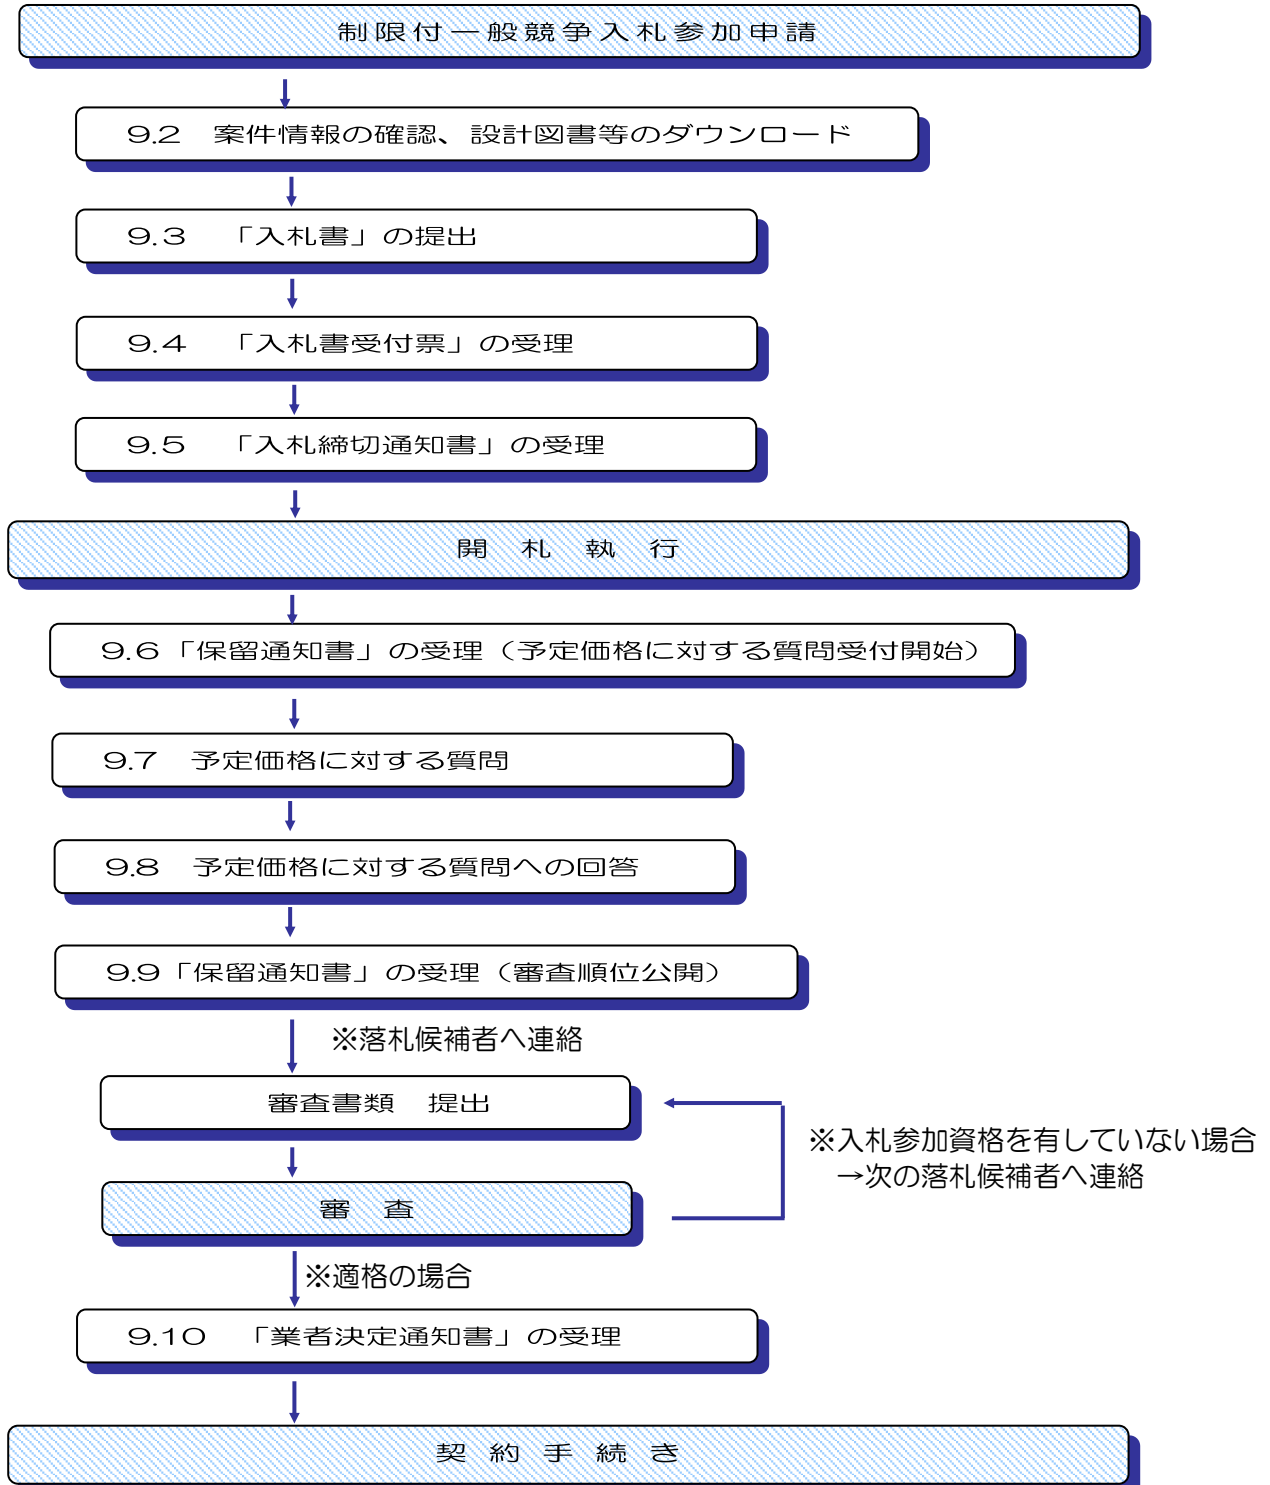 制限付一般競争入札参加申請
9.2　案件情報の確認、設計図書等のダウンロード
9.3　「入札書」の提出
9.4　「入札書受付票」の受理
9.5　「入札締切通知書」の受理
開　札　執　行
9.6「保留通知書」の受理（予定価格に対する質問受付開始）
9.7　予定価格に対する質問
9.8　予定価格に対する質問への回答
9.9「保留通知書」の受理（審査順位公開）
※落札候補者へ連絡
審査書類　提出
※入札参加資格を有していない場合
→次の落札候補者へ連絡
審　査
※適格の場合
9.10　「業者決定通知書」の受理
契　約　手　続　き